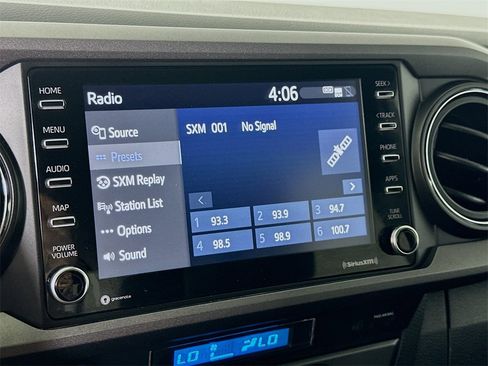 HOME
MENU
AUDIO
MAP
POWER
VOLUME
gracenote
Radio
4:06
Source
Presets
SXM Replay
Station List
Options
Sound
SXM 001 No Signal
1 93.3 2 93.9 3 94.7
4 98.5 5 98.9 6 100.7
SEEK >
< TRACK
PHONE
APPS
TUNE
SCROLL
SiriusXM
LO LO